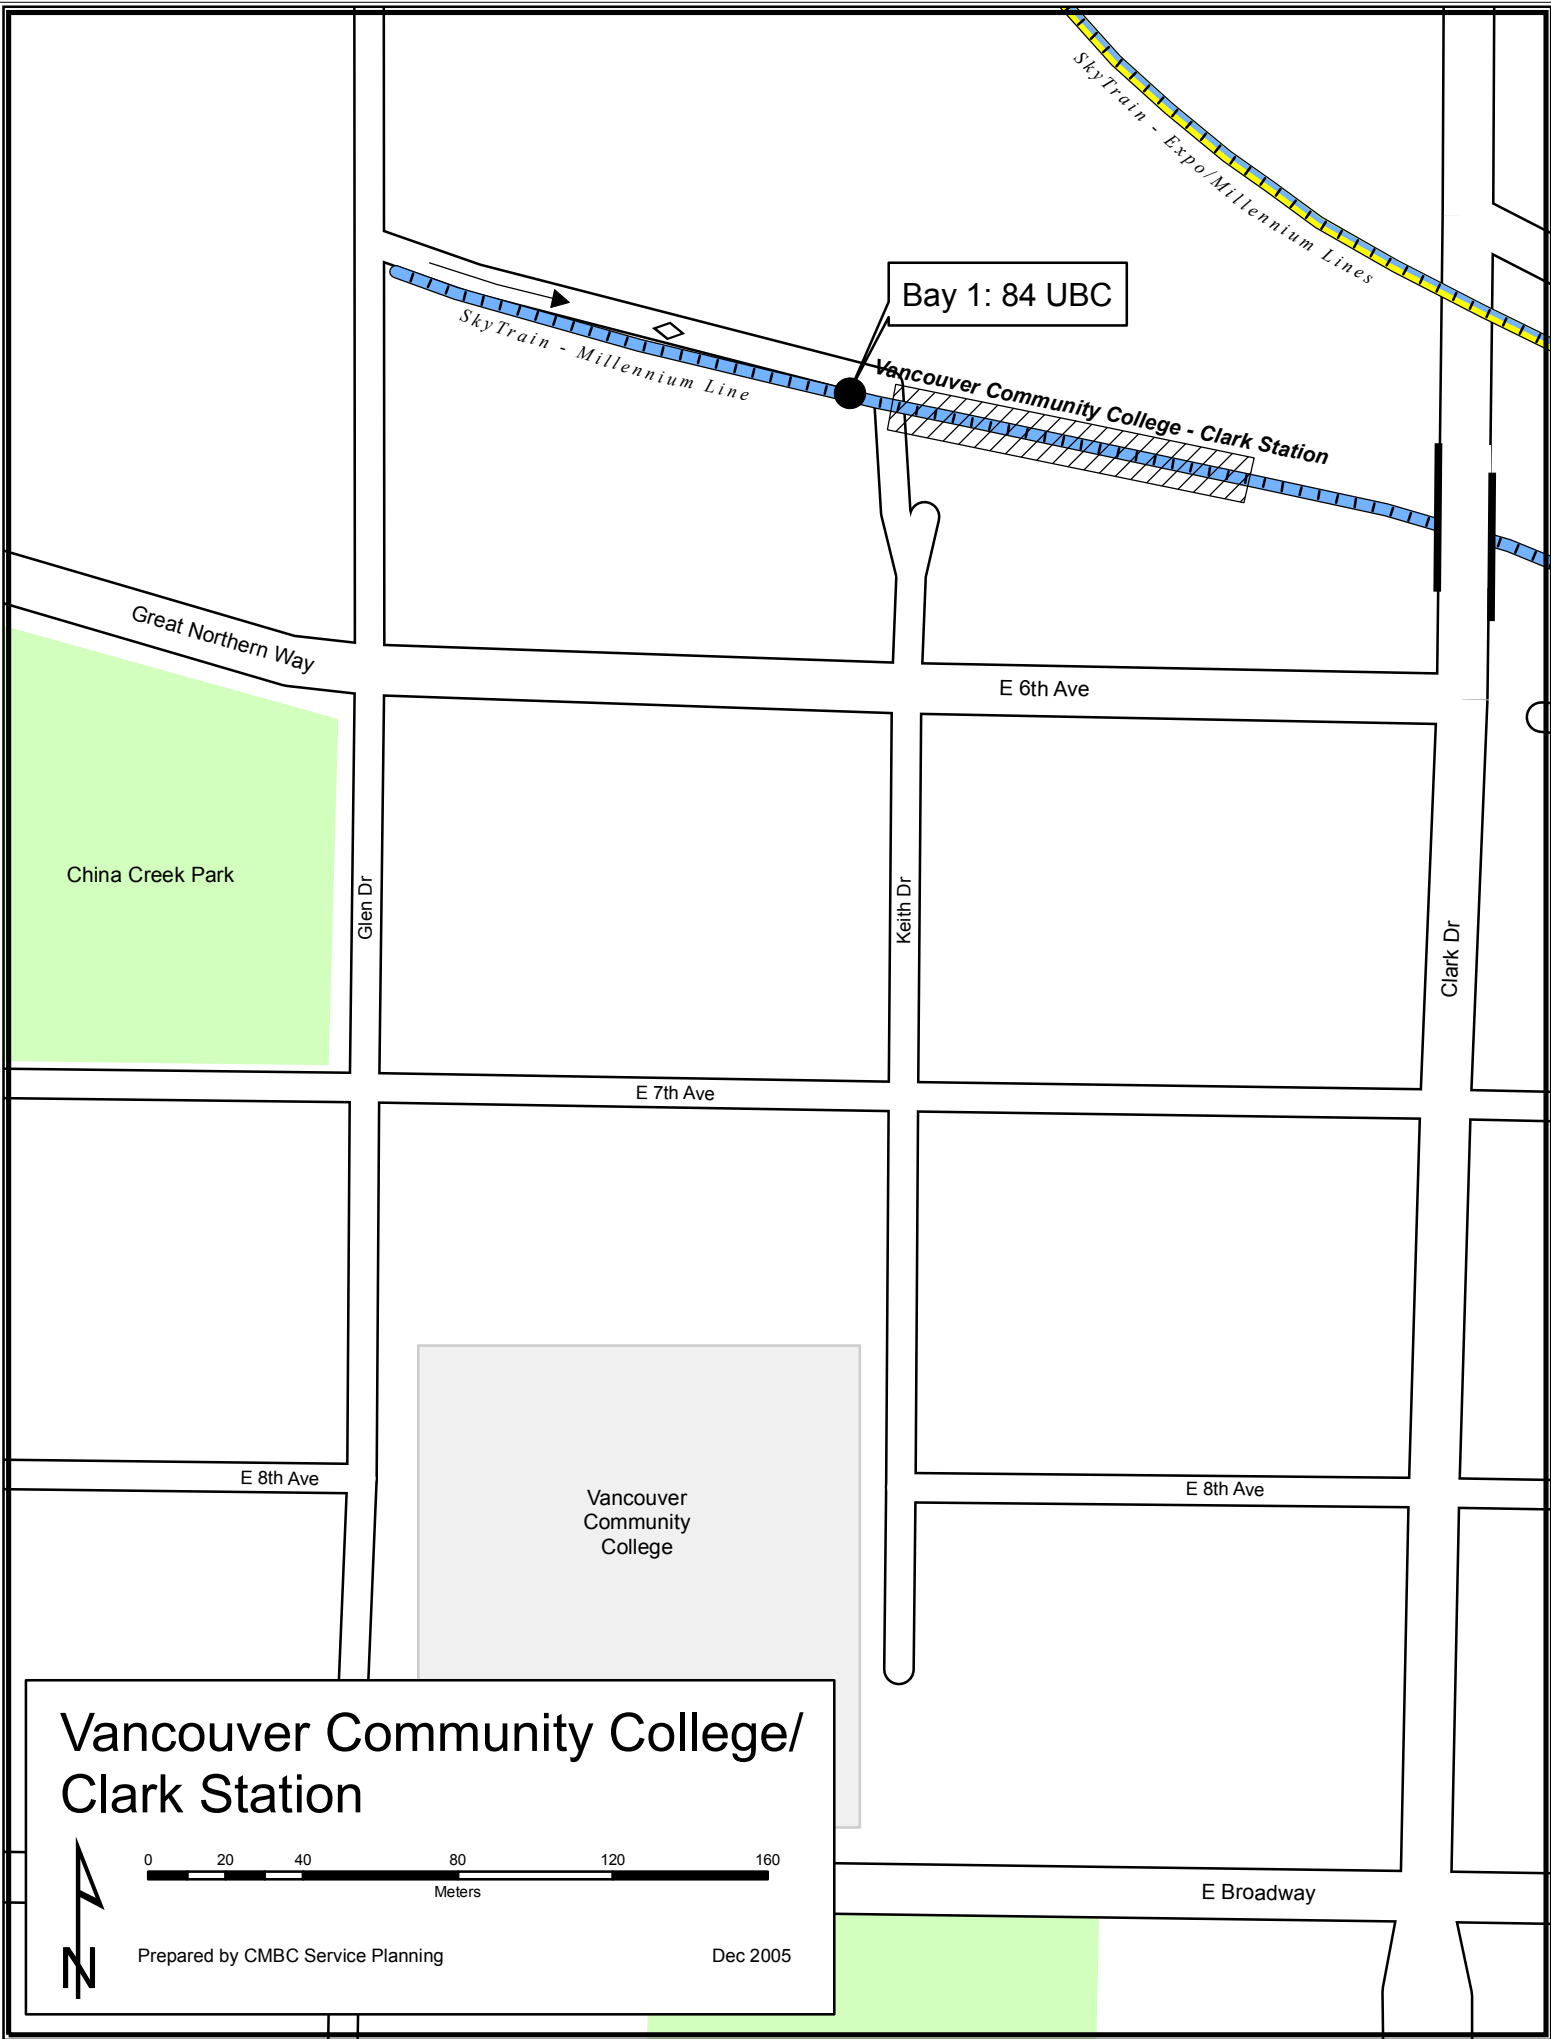 SkyTrain - Expo/Millennium Lines
Bay 1: 84 UBC
SkyTrain - Millennium Line
Vancouver Community College - Clark Station
Great Northern Way
E 6th Ave
China Creek Park
Glen Dr
Keith Dr
Clark Dr
E 7th Ave
E 8th Ave
E 8th Ave
Vancouver
Community
College
Vancouver Community College/
Clark Station
0 20 40 80 120 160
Meters
E Broadway
N
Prepared by CMBC Service Planning
Dec 2005